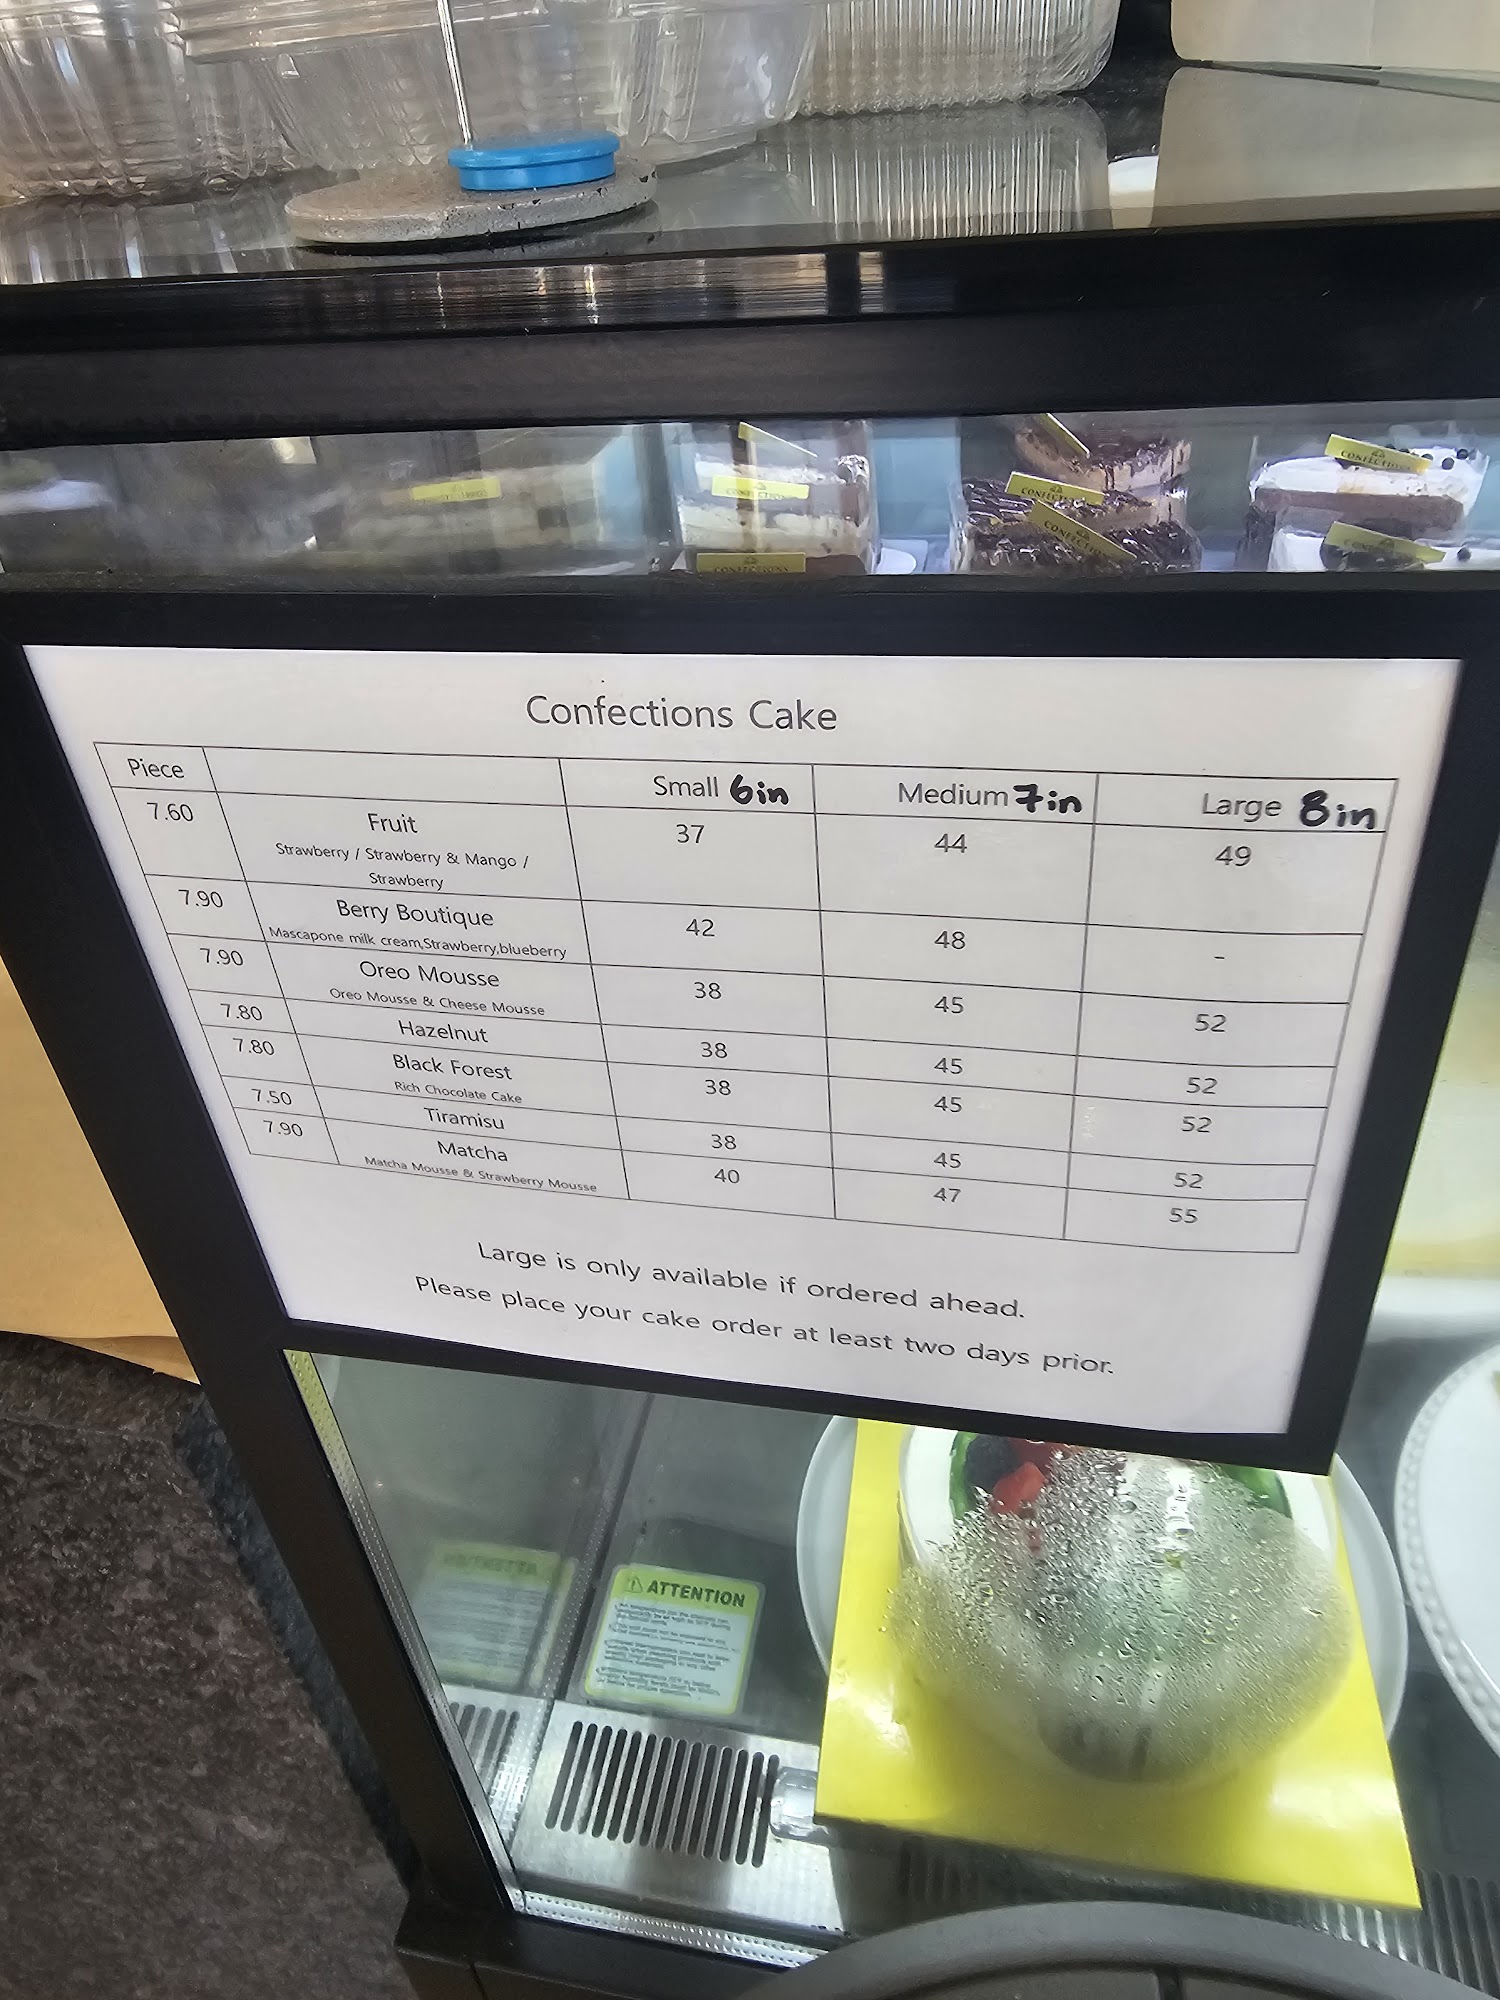 CONFECTIONS
CONFECTIONS
CONFECTIONS
Confections Cake
Piece Small 6in Medium 7in Large 8in
7.60 Fruit 37 44 49
Strawberry / Strawberry & Mango /
Strawberry
7.90 Berry Boutique 42 48 -
Mascapone milk cream,Strawberry,blueberry
7.90 Oreo Mousse 38 45 52
Oreo Mousse & Cheese Mousse
7.80 Hazelnut 38 45 52
7.80 Black Forest 38 45 52
Rich Chocolate Cake
7.50 Tiramisu 38 45 52
7.90 Matcha 40 47 55
Matcha Mousse & Strawberry Mousse
Large is only available if ordered ahead.
Please place your cake order at least two days prior.
ATTENTION